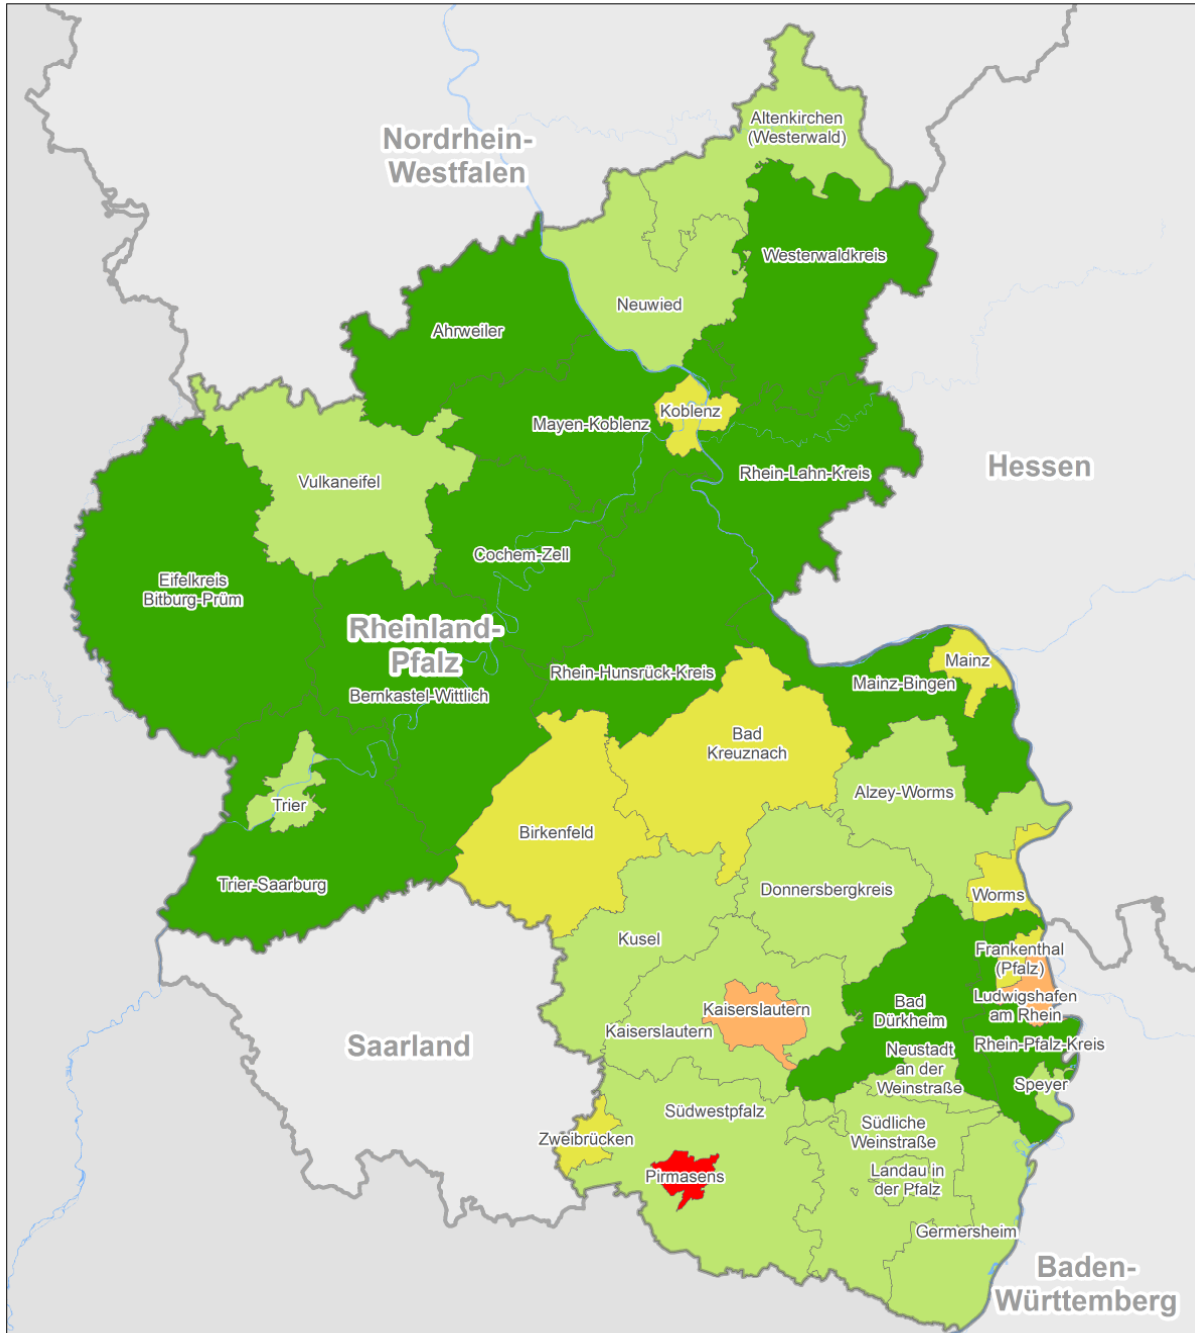 Altenkirchen
(Westerwald)
Nordrhein-
Westfalen
Westerwaldkreis
Neuwied
Ahrweiler
Koblenz
Mayen-Koblenz
Hessen
Rhein-Lahn-Kreis
Vulkaneifel
Cochem-Zell
Eifelkreis
Bitburg-Prüm
Rheinland-
Pfalz
Mainz
Rhein-Hunsrück-Kreis
Mainz-Bingen
Bernkastel-Wittlich
Bad
Kreuznach
Alzey-Worms
Trier
Birkenfeld
Trier-Saarburg
Donnersbergkreis
Worms
Kusel
Frankenthal
(Pfalz)
Ludwigshafen
am Rhein
Kaiserslautern
Bad
Dürkheim
Kaiserslautern
Saarland
Rhein-Pfalz-Kreis
Neustadt
an der
Weinstraße
Speyer
Südwestpfalz
Südliche
Weinstraße
Zweibrücken
Pirmasens
Landau in
der Pfalz
Germersheim
Baden-
Württemberg